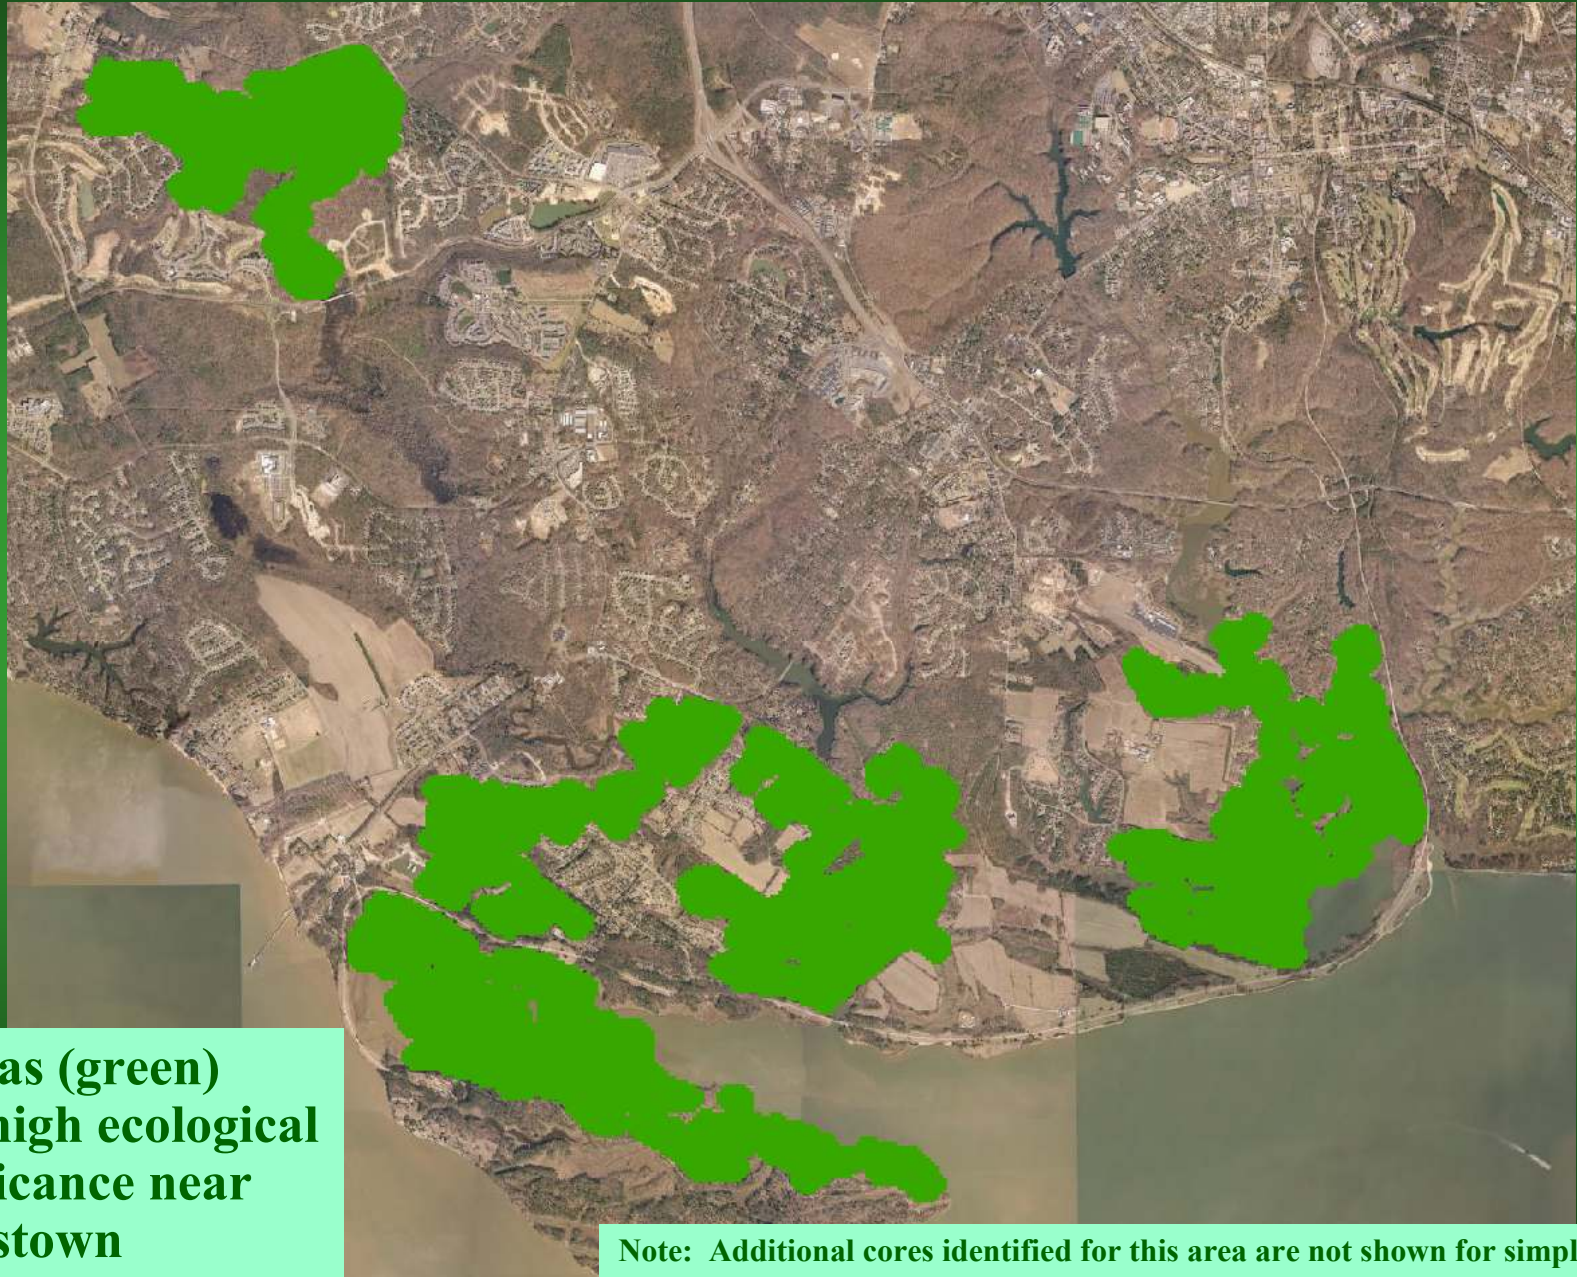 as (green)
high ecological
icance near
stown
Note: Additional cores identified for this area are not shown for simpl